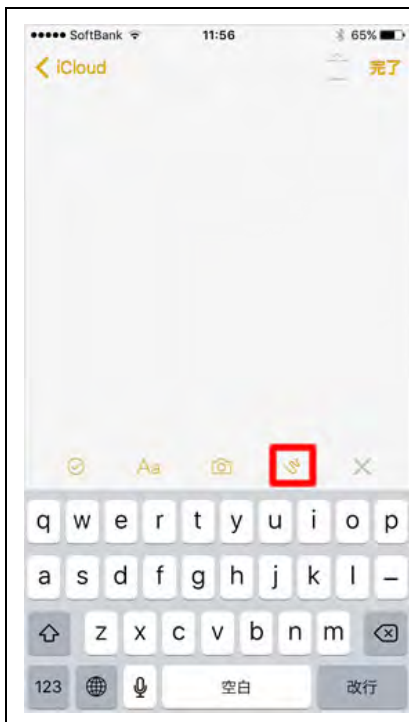 SoftBank 11:56 65%
iCloud 完了
Aa
q w e r t y u i o p
a s d f g h j k l –
z x c v b n m
123 空白 改行